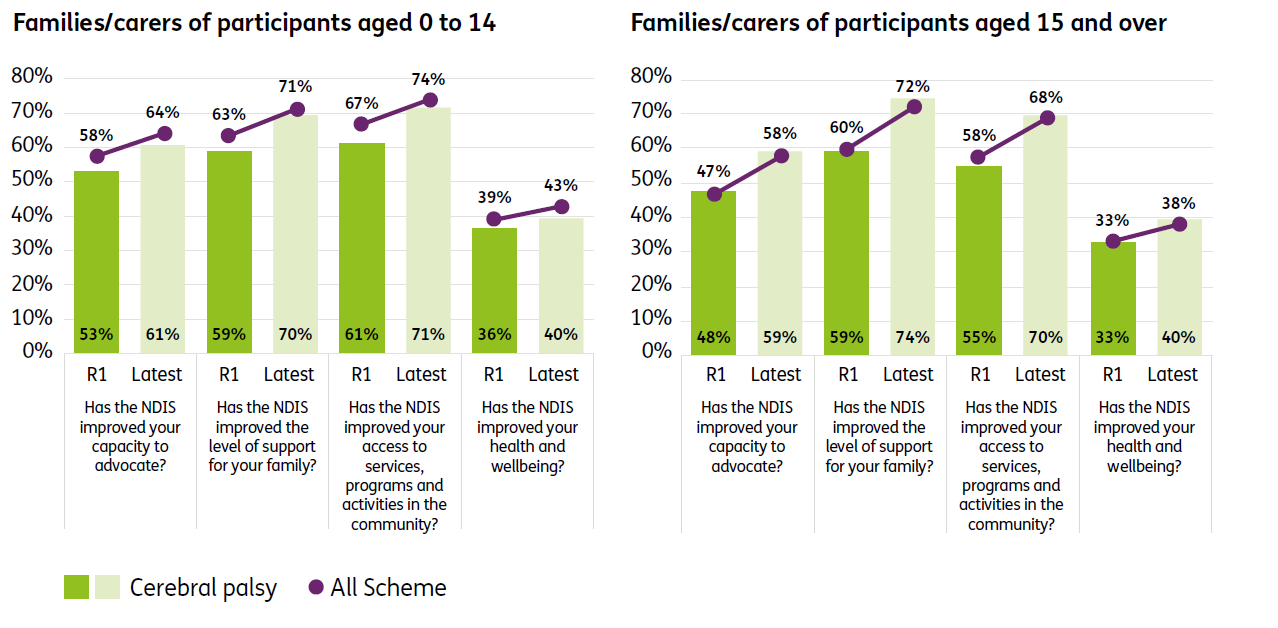 Families/carers of participants aged 0 to 14
80%
70%
60%
50%
40%
30%
20%
10%
0%
58%
64%
63%
71%
67%
74%
39%
43%
53%
61%
59%
70%
61%
71%
36%
40%
R1
Latest
R1
Latest
R1
Latest
R1
Latest
Has the NDIS
improved your
capacity to
advocate?
Has the NDIS
improved the
level of support
for your family?
Has the NDIS
improved your
access to
services,
programs and
activities in the
community?
Has the NDIS
improved your
health and
wellbeing?
Families/carers of participants aged 15 and over
80%
70%
60%
50%
40%
30%
20%
10%
0%
47%
58%
60%
72%
58%
68%
33%
38%
48%
59%
59%
74%
55%
70%
33%
40%
R1
Latest
R1
Latest
R1
Latest
R1
Latest
Has the NDIS
improved your
capacity to
advocate?
Has the NDIS
improved the
level of support
for your family?
Has the NDIS
improved your
access to
services,
programs and
activities in the
community?
Has the NDIS
improved your
health and
wellbeing?
Cerebral palsy
All Scheme